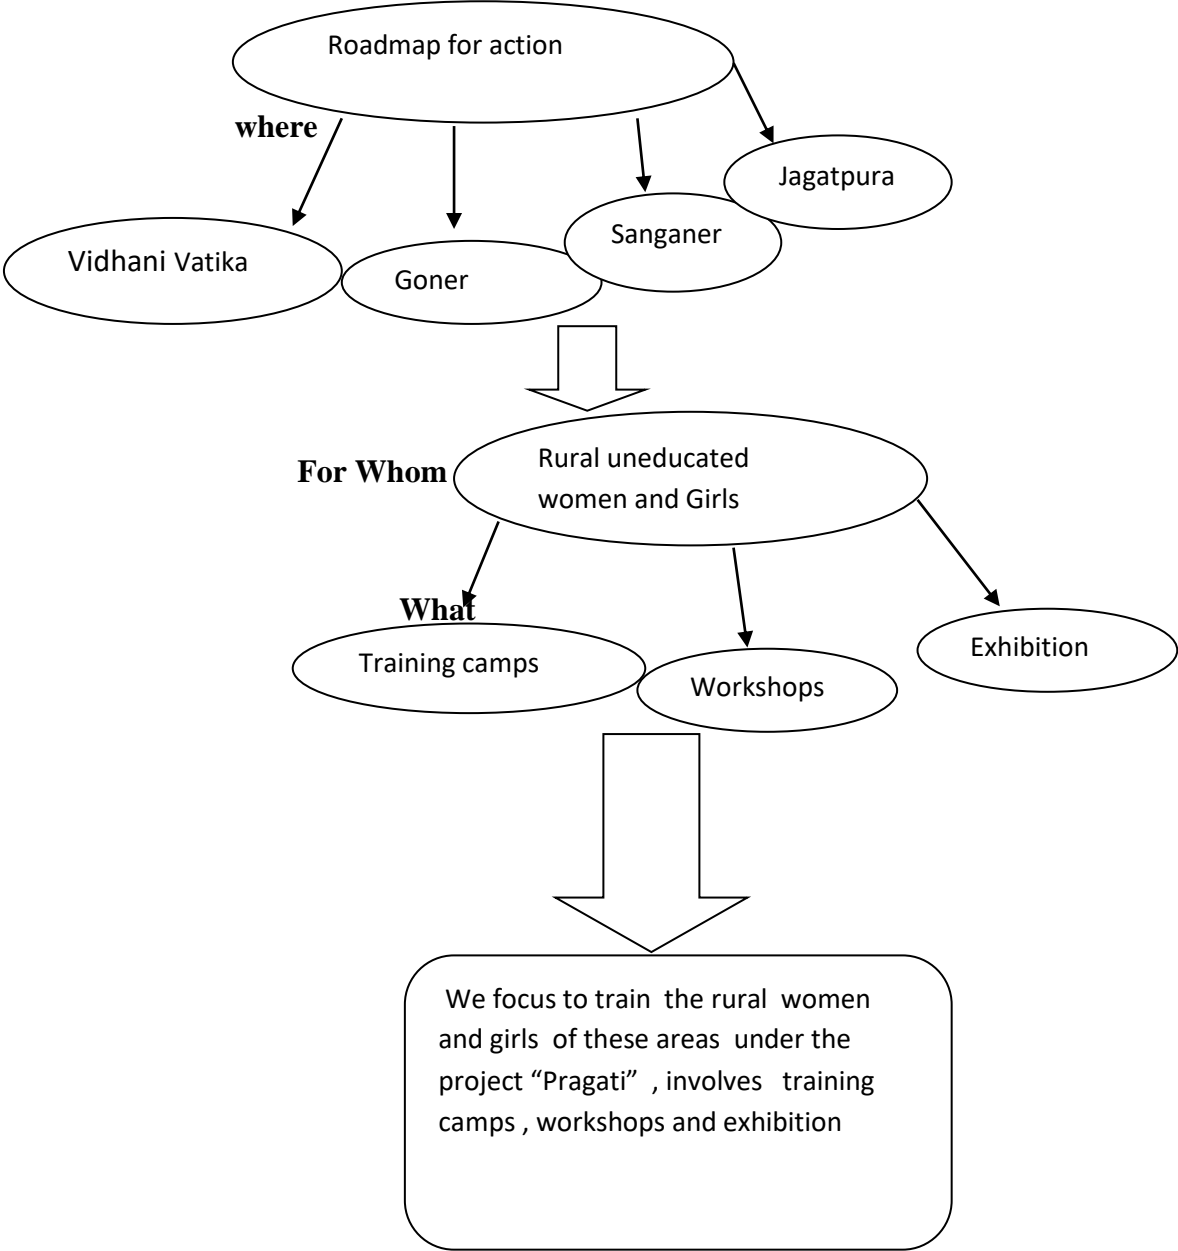 Roadmap for action
where
Jagatpura
Sanganer
Vidhani Vatika
Goner
For Whom
Rural uneducated
women and Girls
What
Training camps
Workshops
Exhibition
We focus to train the rural women
and girls of these areas under the
project “Pragati” , involves training
camps , workshops and exhibition